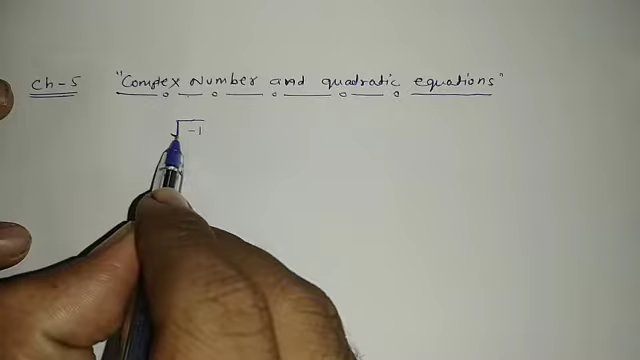 Ch-5 "Complex Number and quadratic equations"
√-1